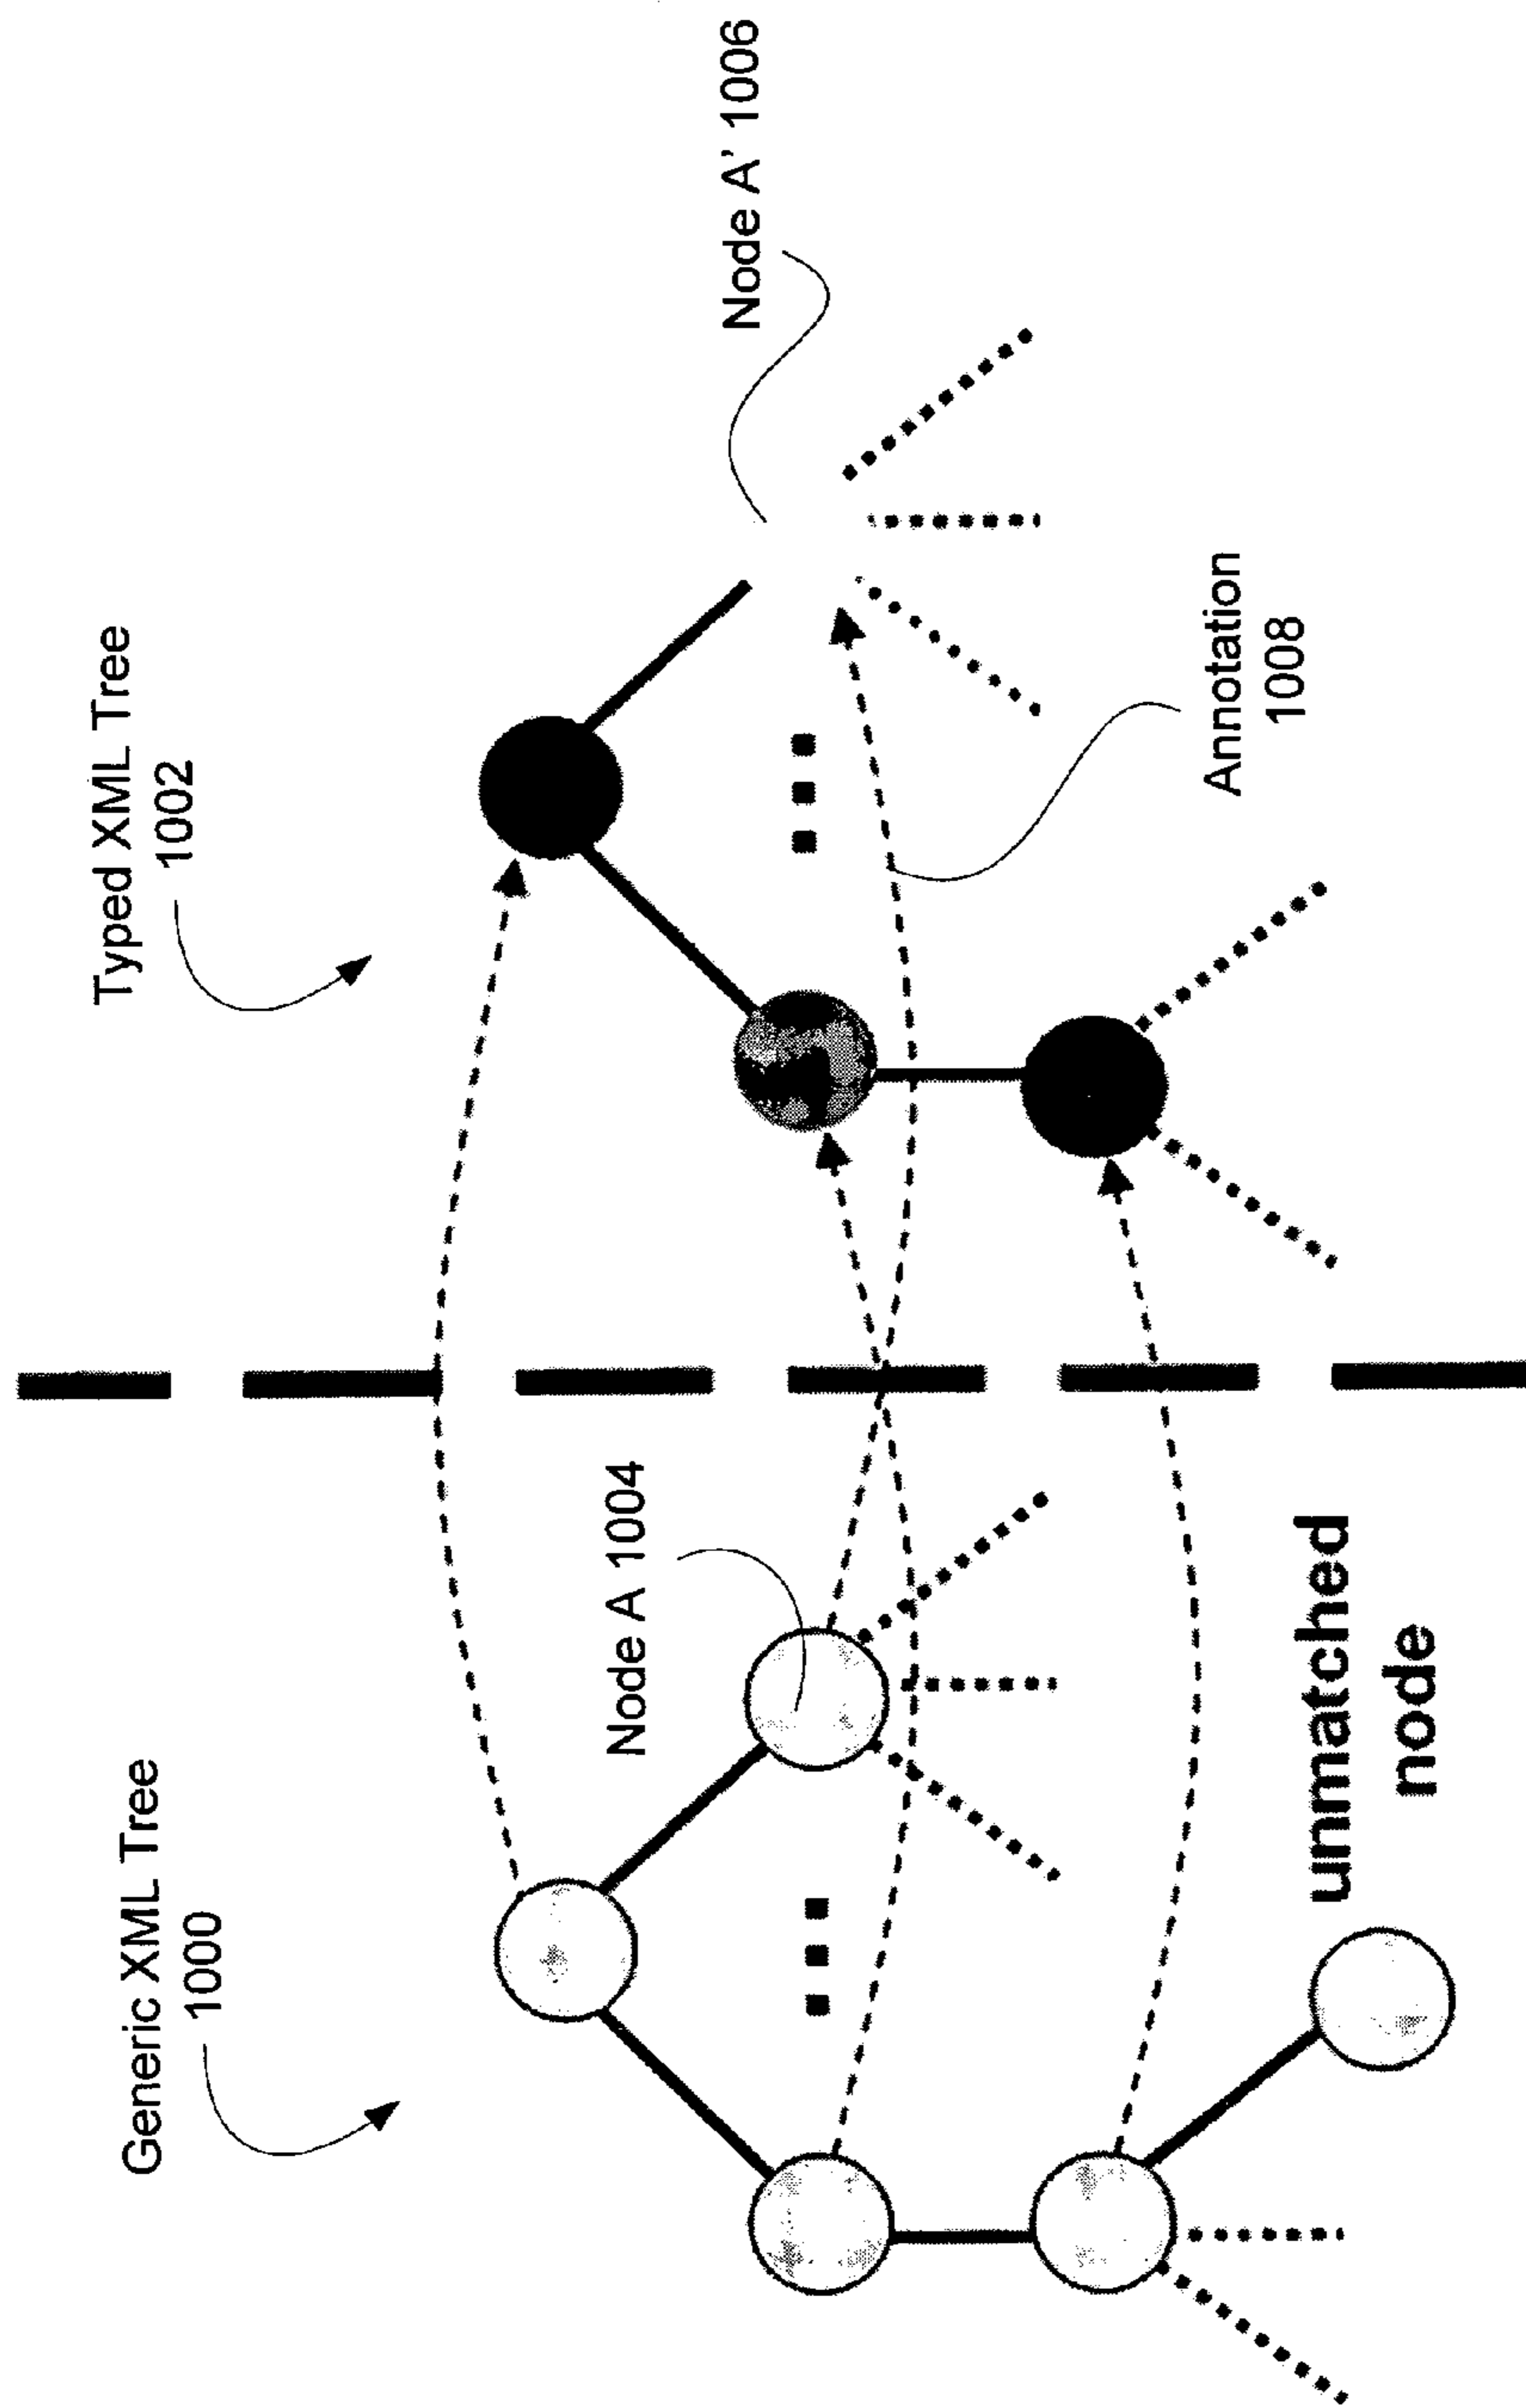 Generic XML Tree
1000
Typed XML Tree
1002
Node A 1004
Node A' 1006
Annotation
1008
unmatched
node